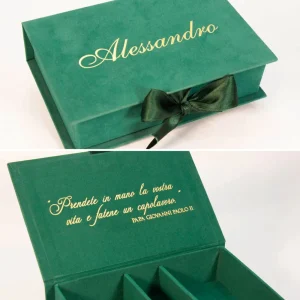 Alessandro
"Prendete in mano la vostra
vita e fatene un capolavoro"
PAPA GIOVANNI PAOLO II